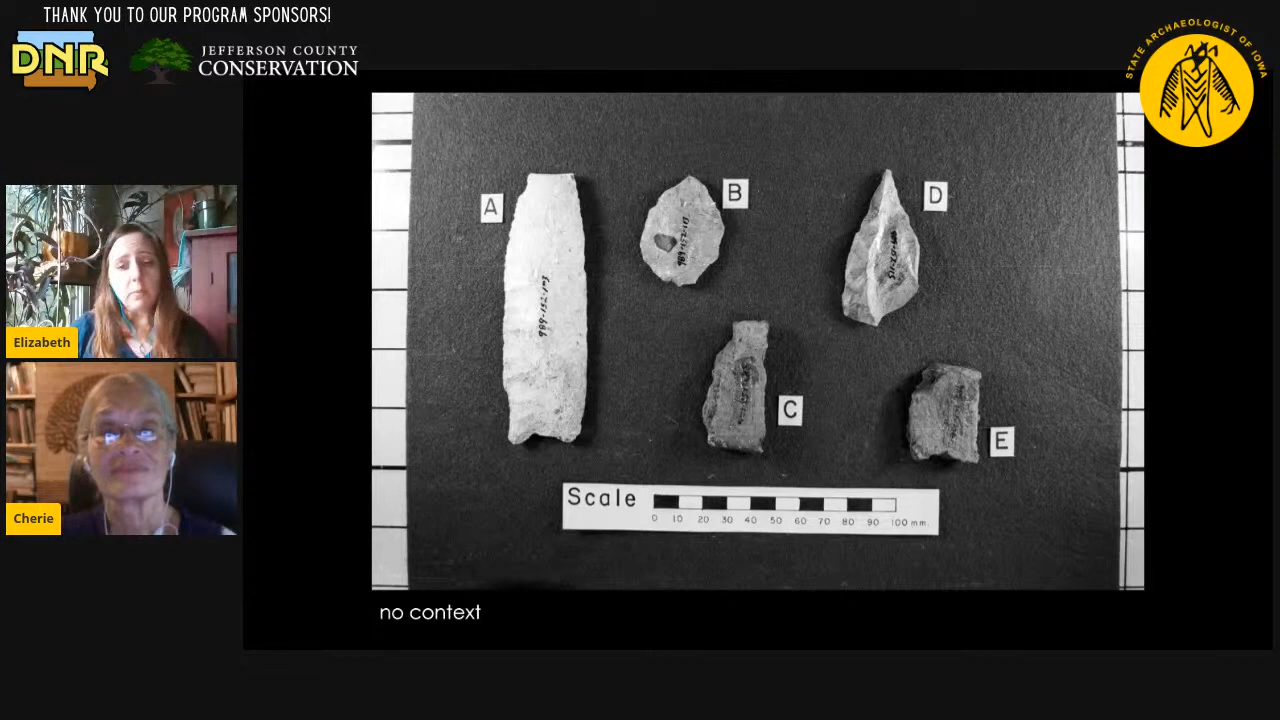 THANK YOU TO OUR PROGRAM SPONSORS!
DNR
JEFFERSON COUNTY
CONSERVATION
STATE ARCHAEOLOGIST OF IOWA
Elizabeth
Cherie
A
B
D
C
E
Scale
0 10 20 30 40 50 60 70 80 90 100 mm.
no context